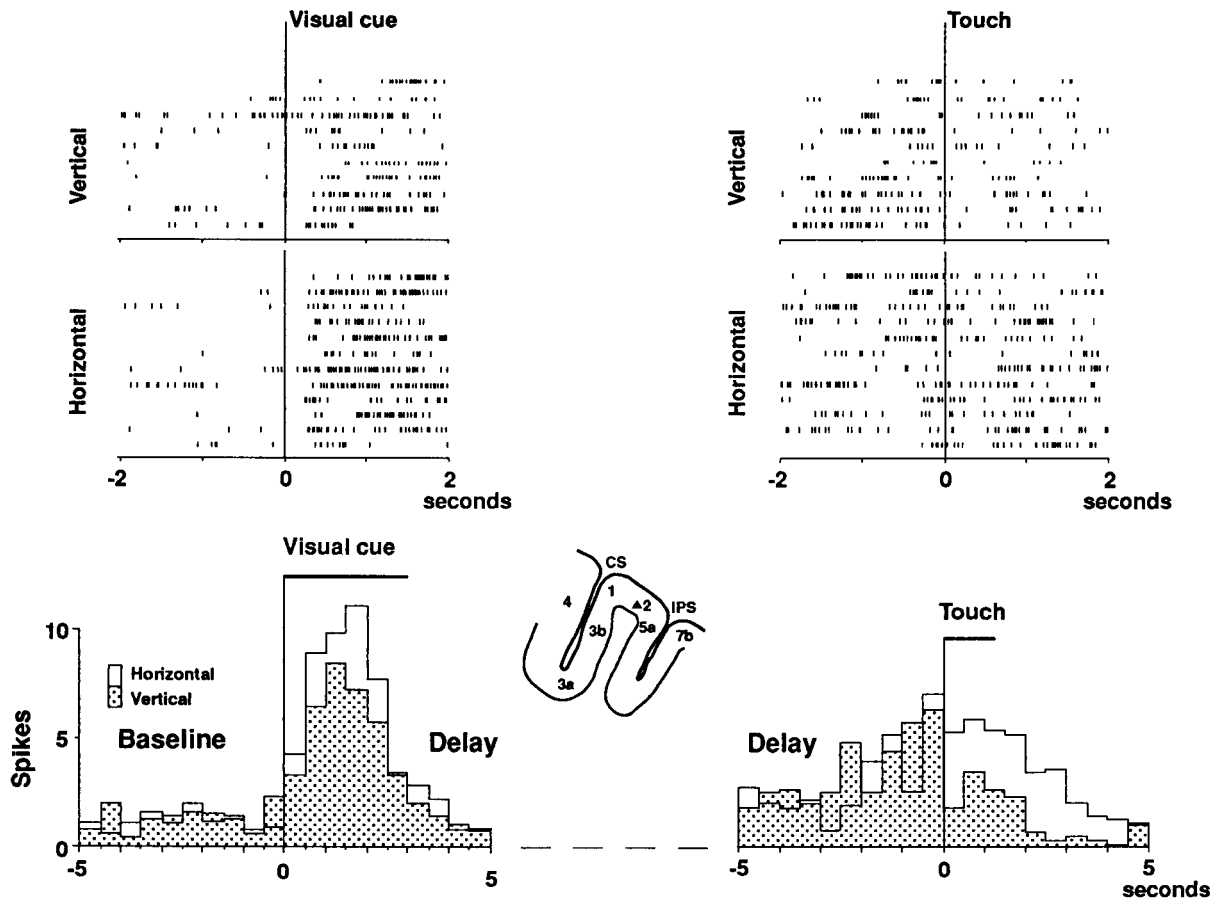 Visual cue
Touch
Vertical
Vertical
Horizontal
Horizontal
-2 0 2
seconds
-2 0 2
seconds
Visual cue
CS
1
4
2
IPS
3b
5a
7b
3a
Touch
10
5
0
Spikes
Horizontal
Vertical
Baseline
Delay
Delay
-5 0 5
-5 0 5
seconds